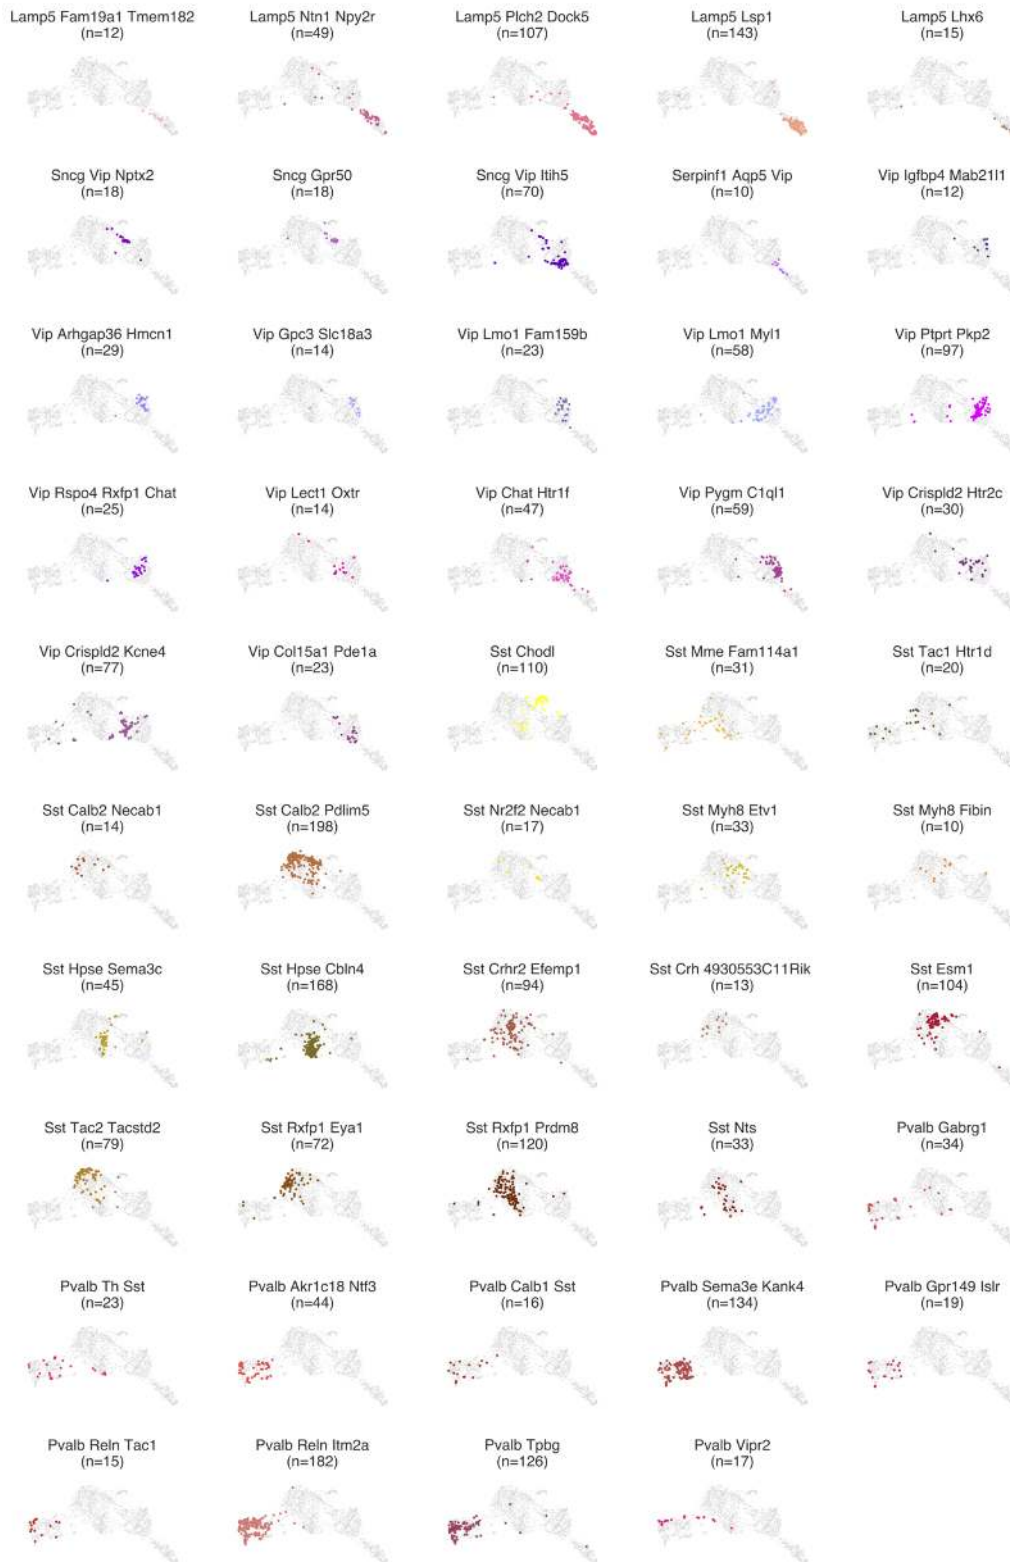 Lamp5 Fam19a1 Tmem182
(n=12)
Lamp5 Ntn1 Npy2r
(n=49)
Lamp5 Plch2 Dock5
(n=107)
Lamp5 Lsp1
(n=143)
Lamp5 Lhx6
(n=15)
Sncg Vip Nptx2
(n=18)
Sncg Gpr50
(n=18)
Sncg Vip Itih5
(n=70)
Serpinf1 Aqp5 Vip
(n=10)
Vip Igfbp4 Mab21l1
(n=12)
Vip Arhgap36 Hmcn1
(n=29)
Vip Gpc3 Slc18a3
(n=14)
Vip Lmo1 Fam159b
(n=23)
Vip Lmo1 Myl1
(n=58)
Vip Ptprt Pkp2
(n=97)
Vip Rspo4 Rxfp1 Chat
(n=25)
Vip Lect1 Oxtr
(n=14)
Vip Chat Htr1f
(n=47)
Vip Pygm C1ql1
(n=59)
Vip Crispld2 Htr2c
(n=30)
Vip Crispld2 Kcne4
(n=77)
Vip Col15a1 Pde1a
(n=23)
Sst Chodl
(n=110)
Sst Mme Fam114a1
(n=31)
Sst Tac1 Htr1d
(n=20)
Sst Calb2 Necab1
(n=14)
Sst Calb2 Pdlim5
(n=198)
Sst Nr2f2 Necab1
(n=17)
Sst Myh8 Etv1
(n=33)
Sst Myh8 Fibin
(n=10)
Sst Hpse Sema3c
(n=45)
Sst Hpse Cbln4
(n=168)
Sst Crhr2 Efemp1
(n=94)
Sst Crh 4930553C11Rik
(n=13)
Sst Esm1
(n=104)
Sst Tac2 Tacstd2
(n=79)
Sst Rxfp1 Eya1
(n=72)
Sst Rxfp1 Prdm8
(n=120)
Sst Nts
(n=33)
Pvalb Gabrg1
(n=34)
Pvalb Th Sst
(n=23)
Pvalb Akr1c18 Ntf3
(n=44)
Pvalb Calb1 Sst
(n=16)
Pvalb Sema3e Kank4
(n=134)
Pvalb Gpr149 Islr
(n=19)
Pvalb Reln Tac1
(n=15)
Pvalb Reln Itm2a
(n=182)
Pvalb Tpbg
(n=126)
Pvalb Vipr2
(n=17)